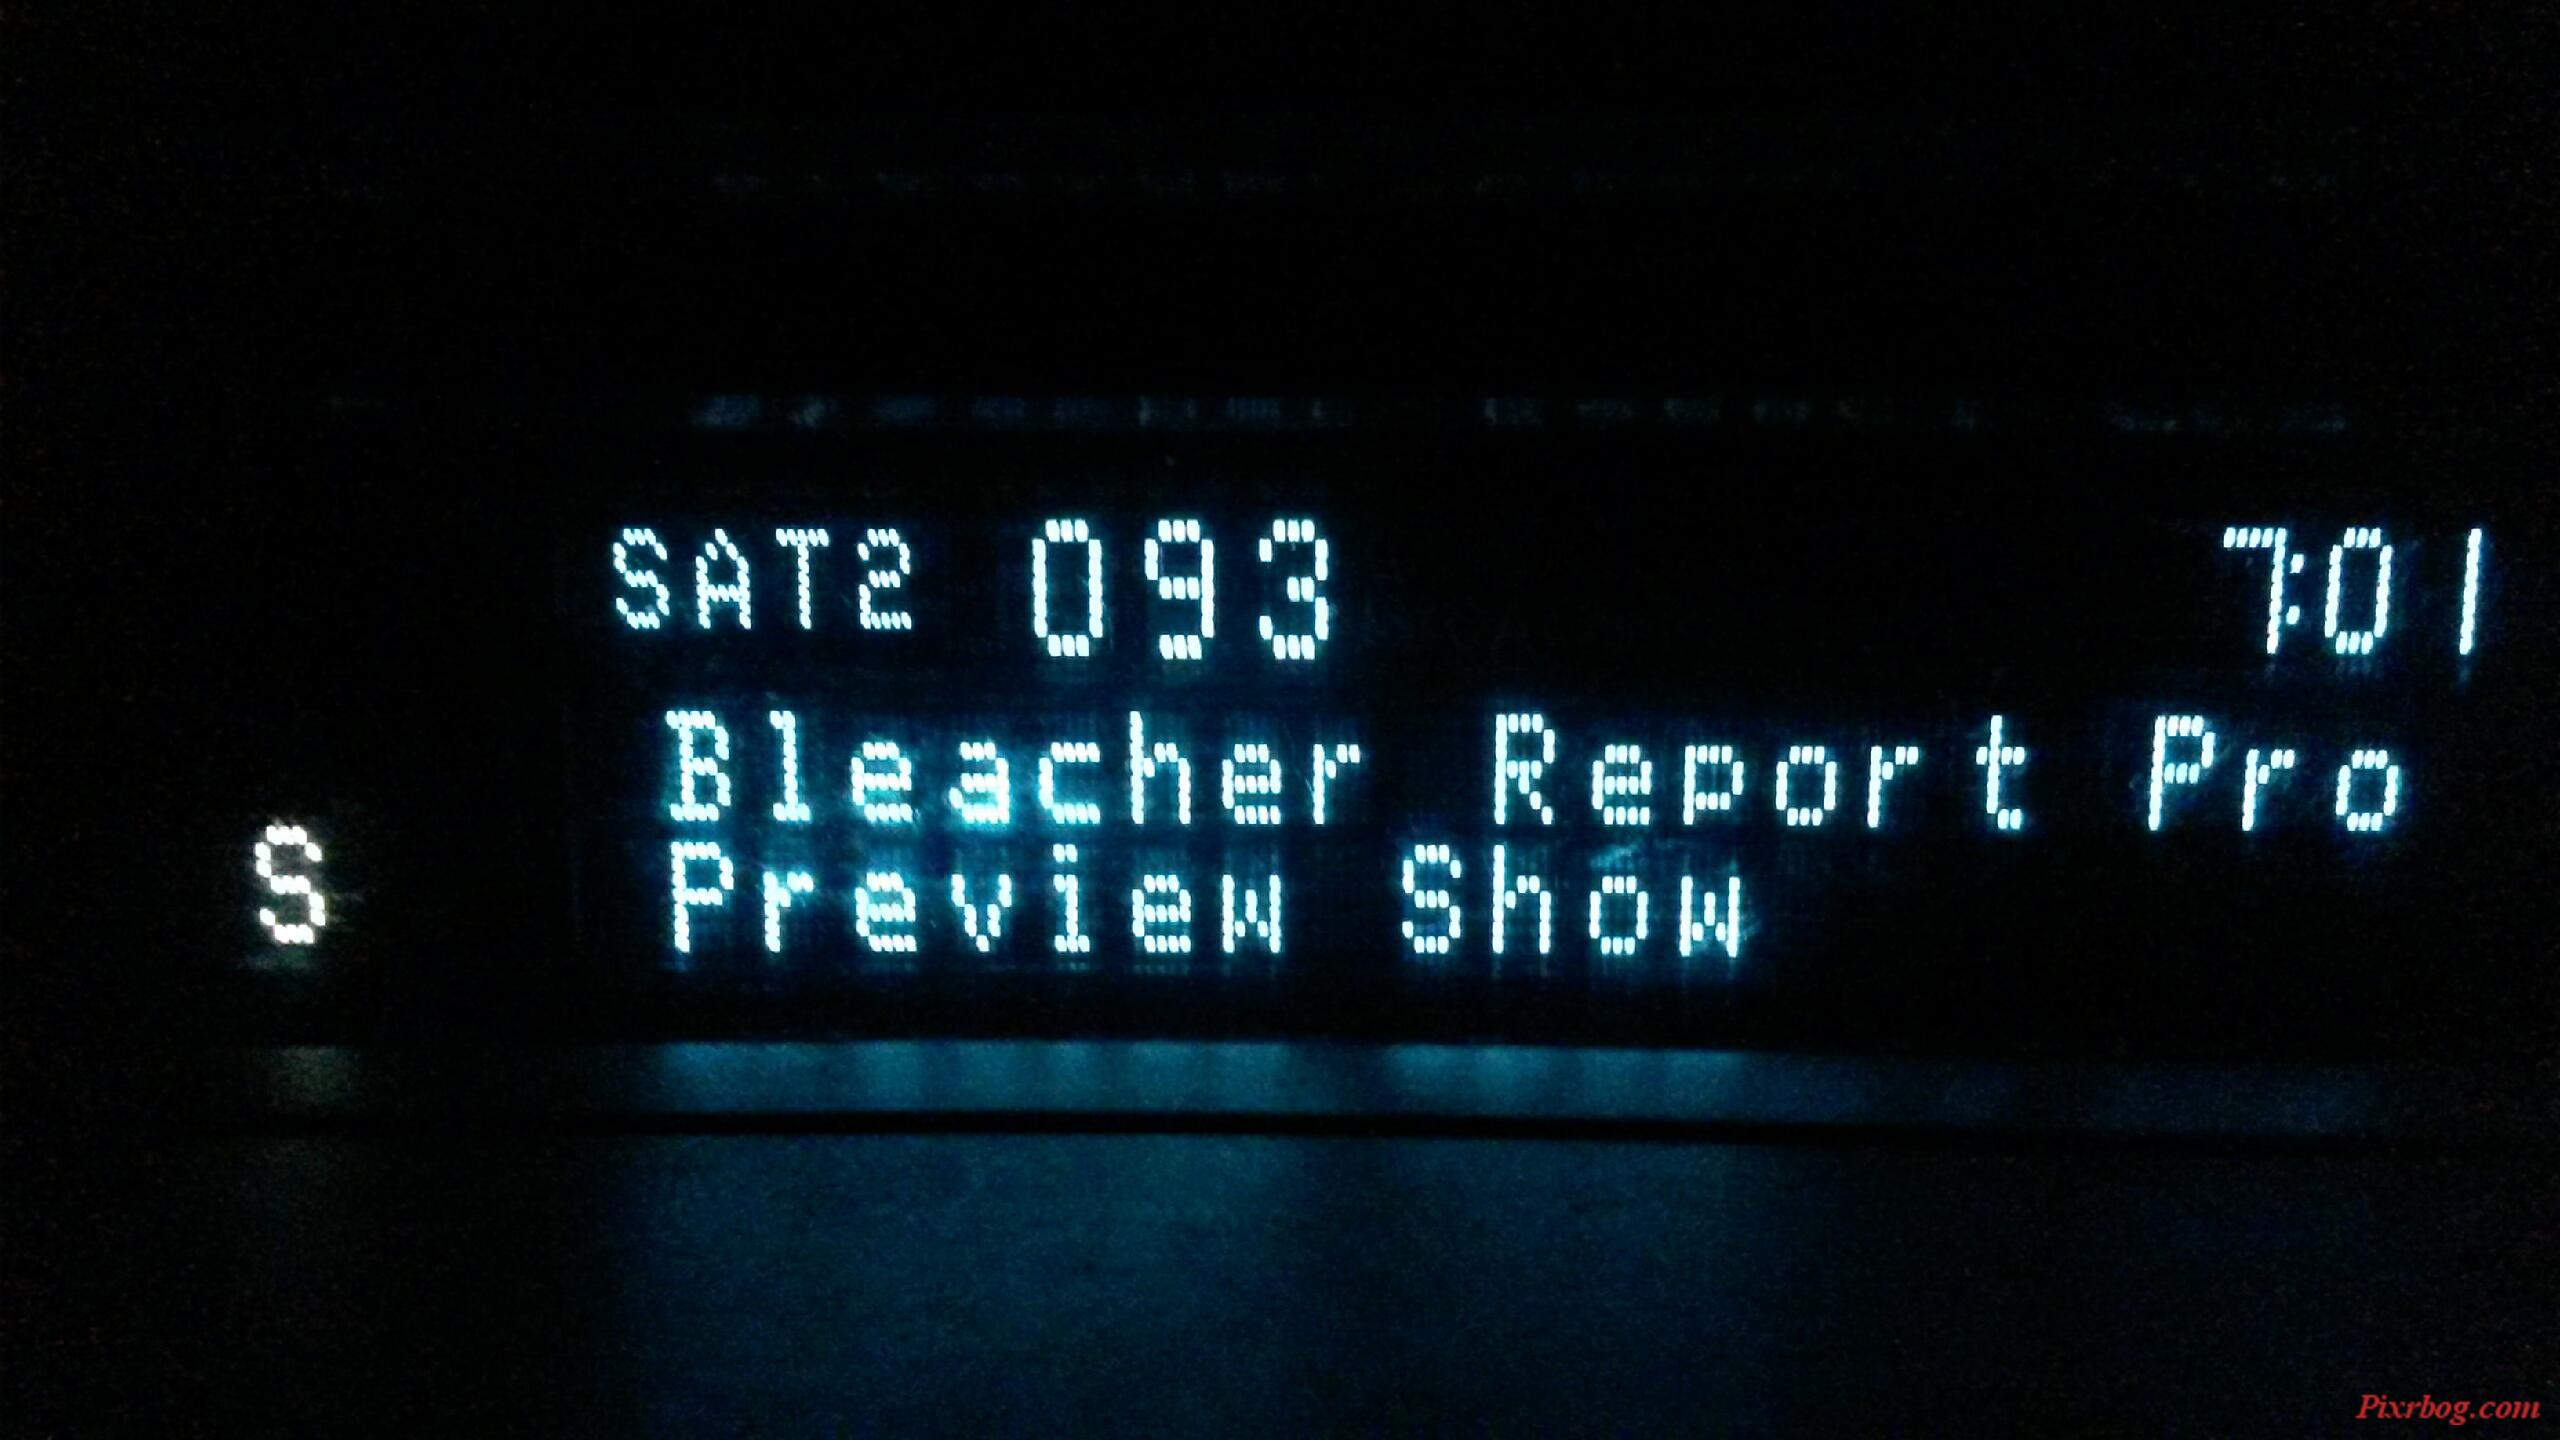 SAT2 093 7:01
Bleacher Report Pro
Preview Show
S
Pixrbog.com